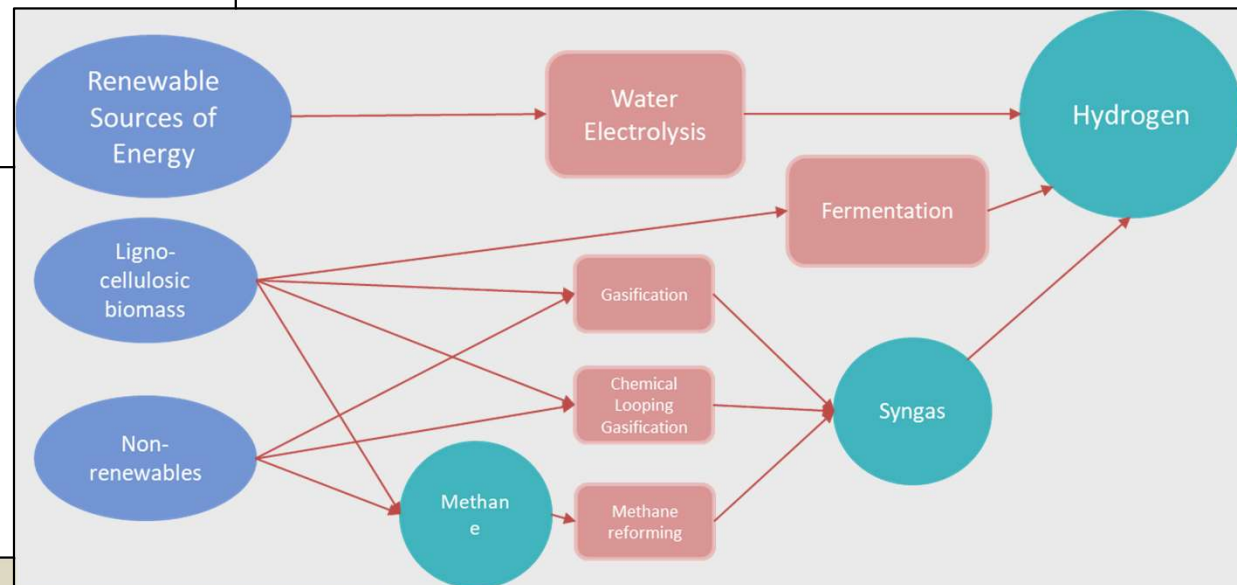 Renewable
Sources of
Energy
Water
Electrolysis
Hydrogen
Fermentation
Ligno-
cellulosic
biomass
Gasification
Chemical
Looping
Gasification
Syngas
Non-
renewables
Methan
e
Methane
reforming